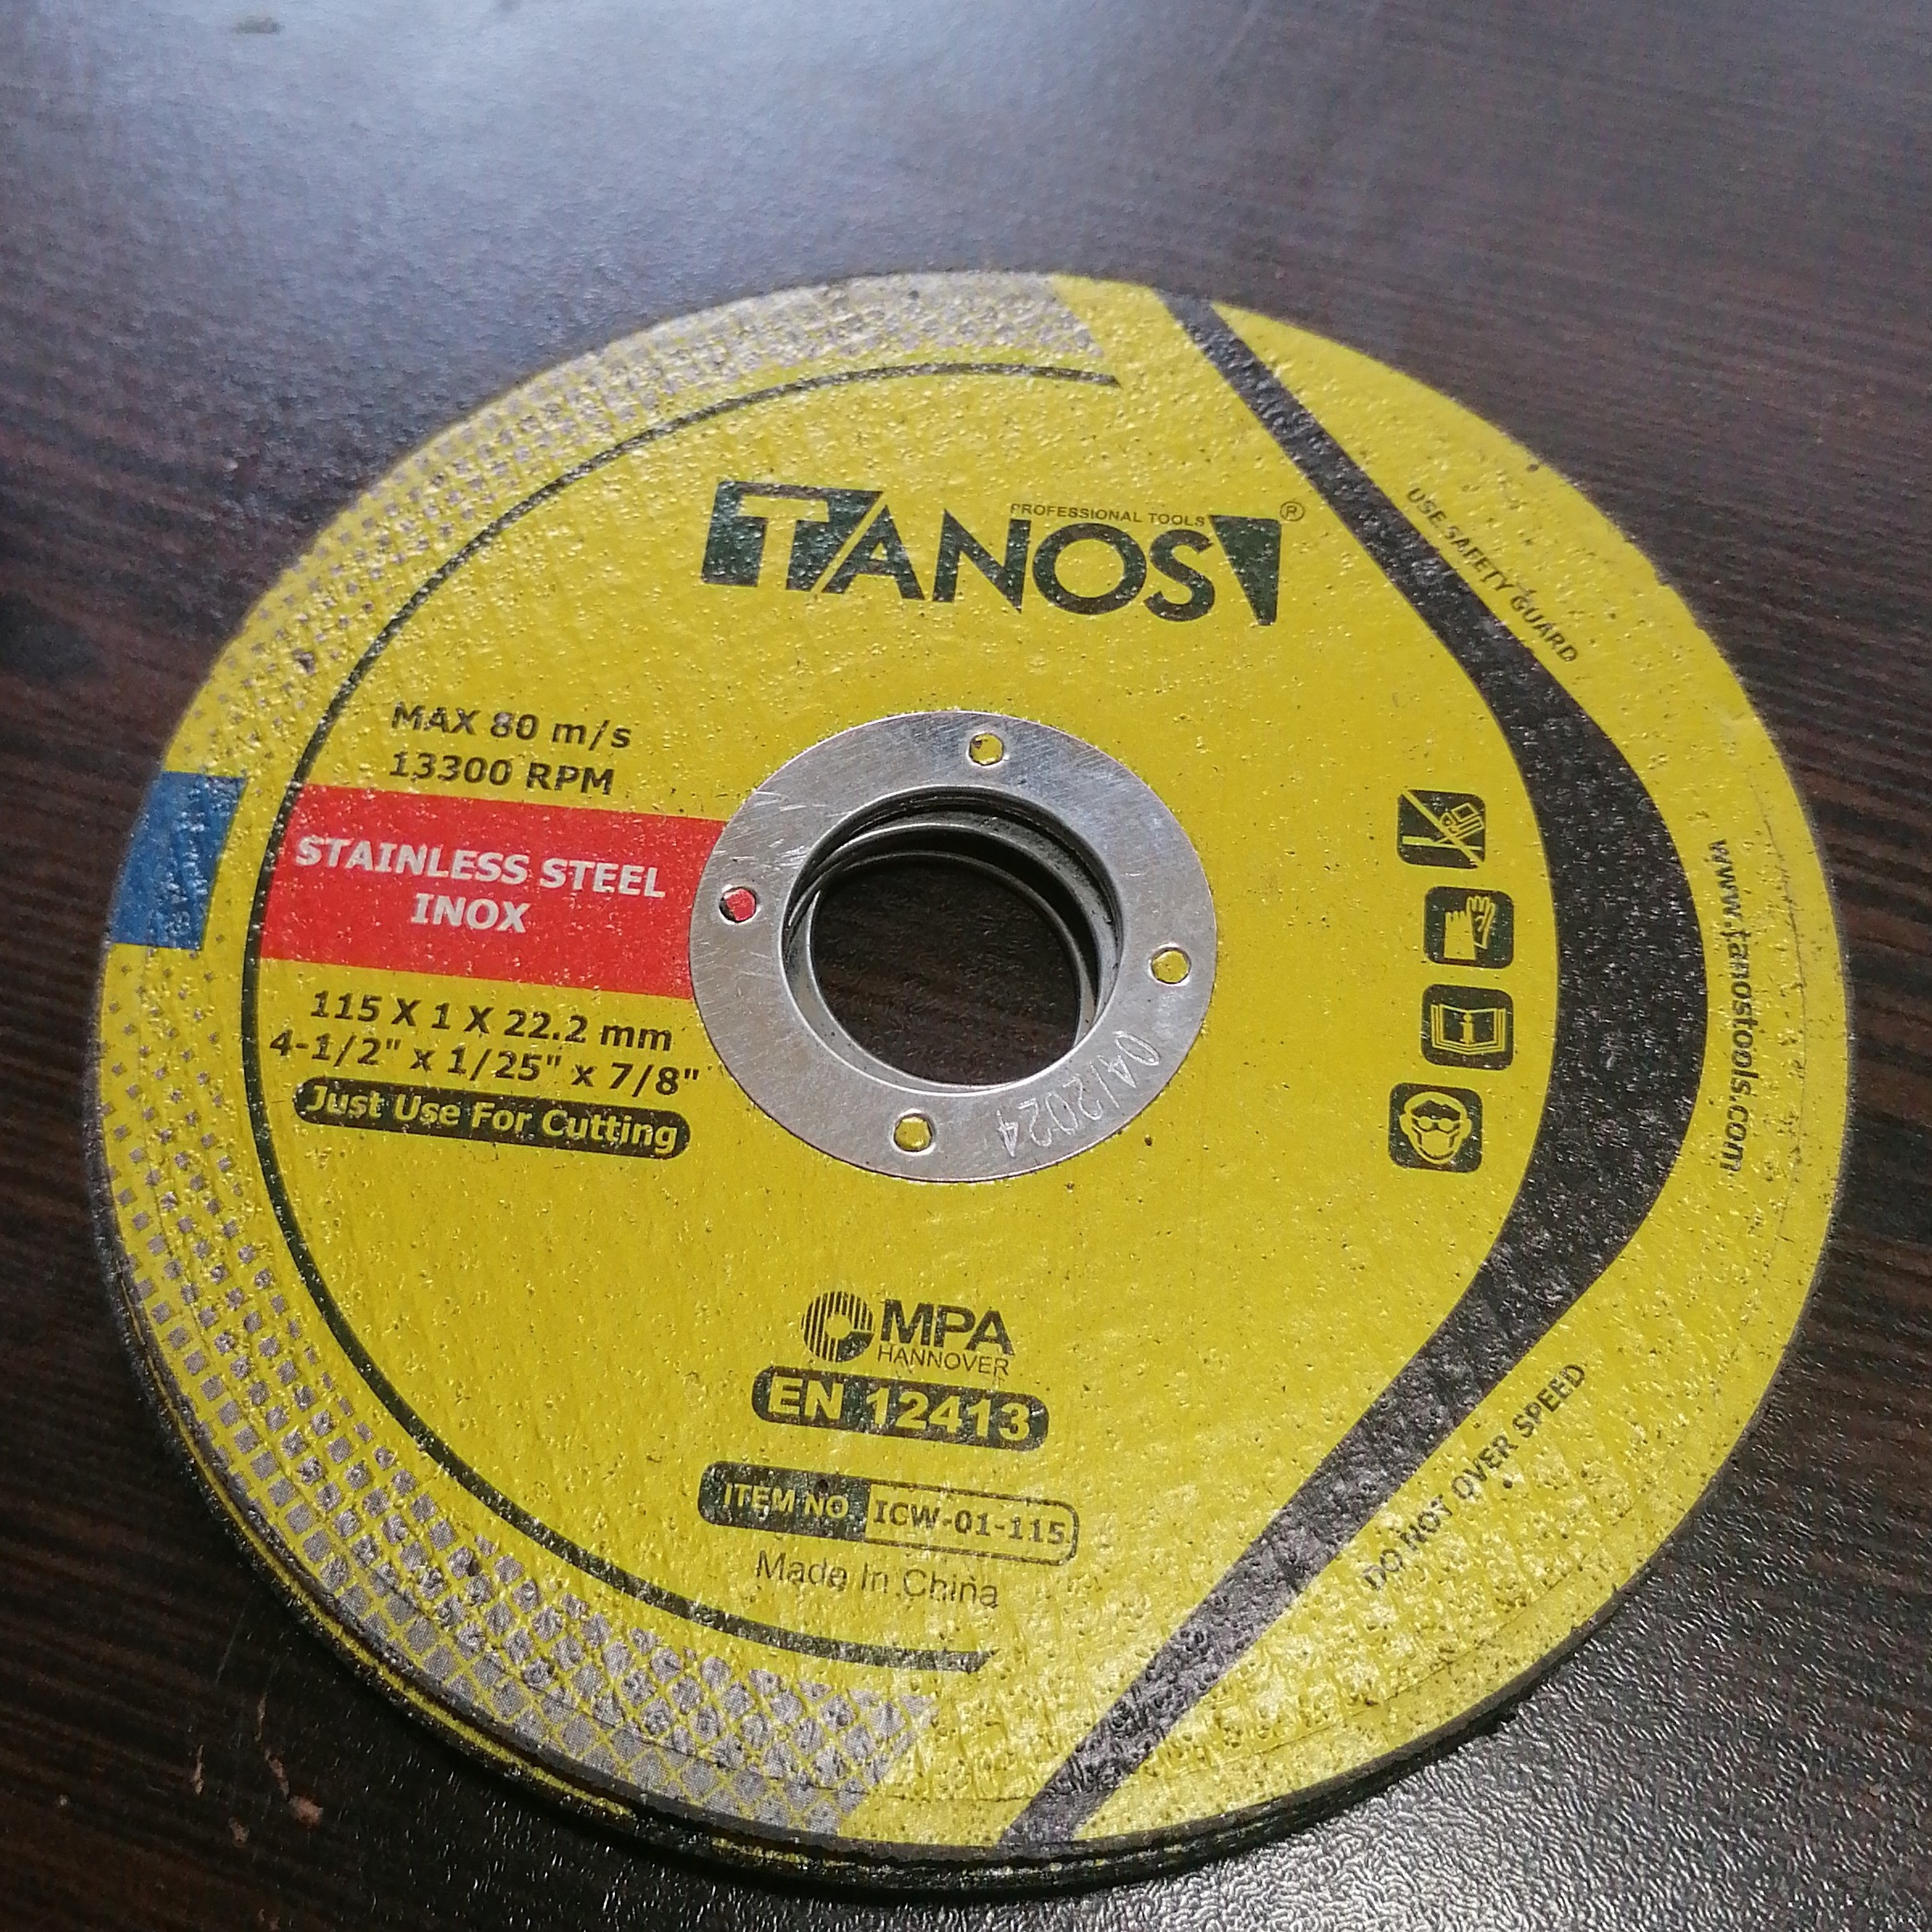 TANOS
PROFESSIONAL TOOLS
®
USE SAFETY GUARD
MAX 80 m/s
13300 RPM
STAINLESS STEEL
INOX
115 X 1 X 22.2 mm
4-1/2" x 1/25" x 7/8"
Just Use For Cutting
04/2024
www.tanostools.com
MPA
HANNOVER
EN 12413
ITEM NO. ICW-01-115
Made In China
DO NOT OVER SPEED